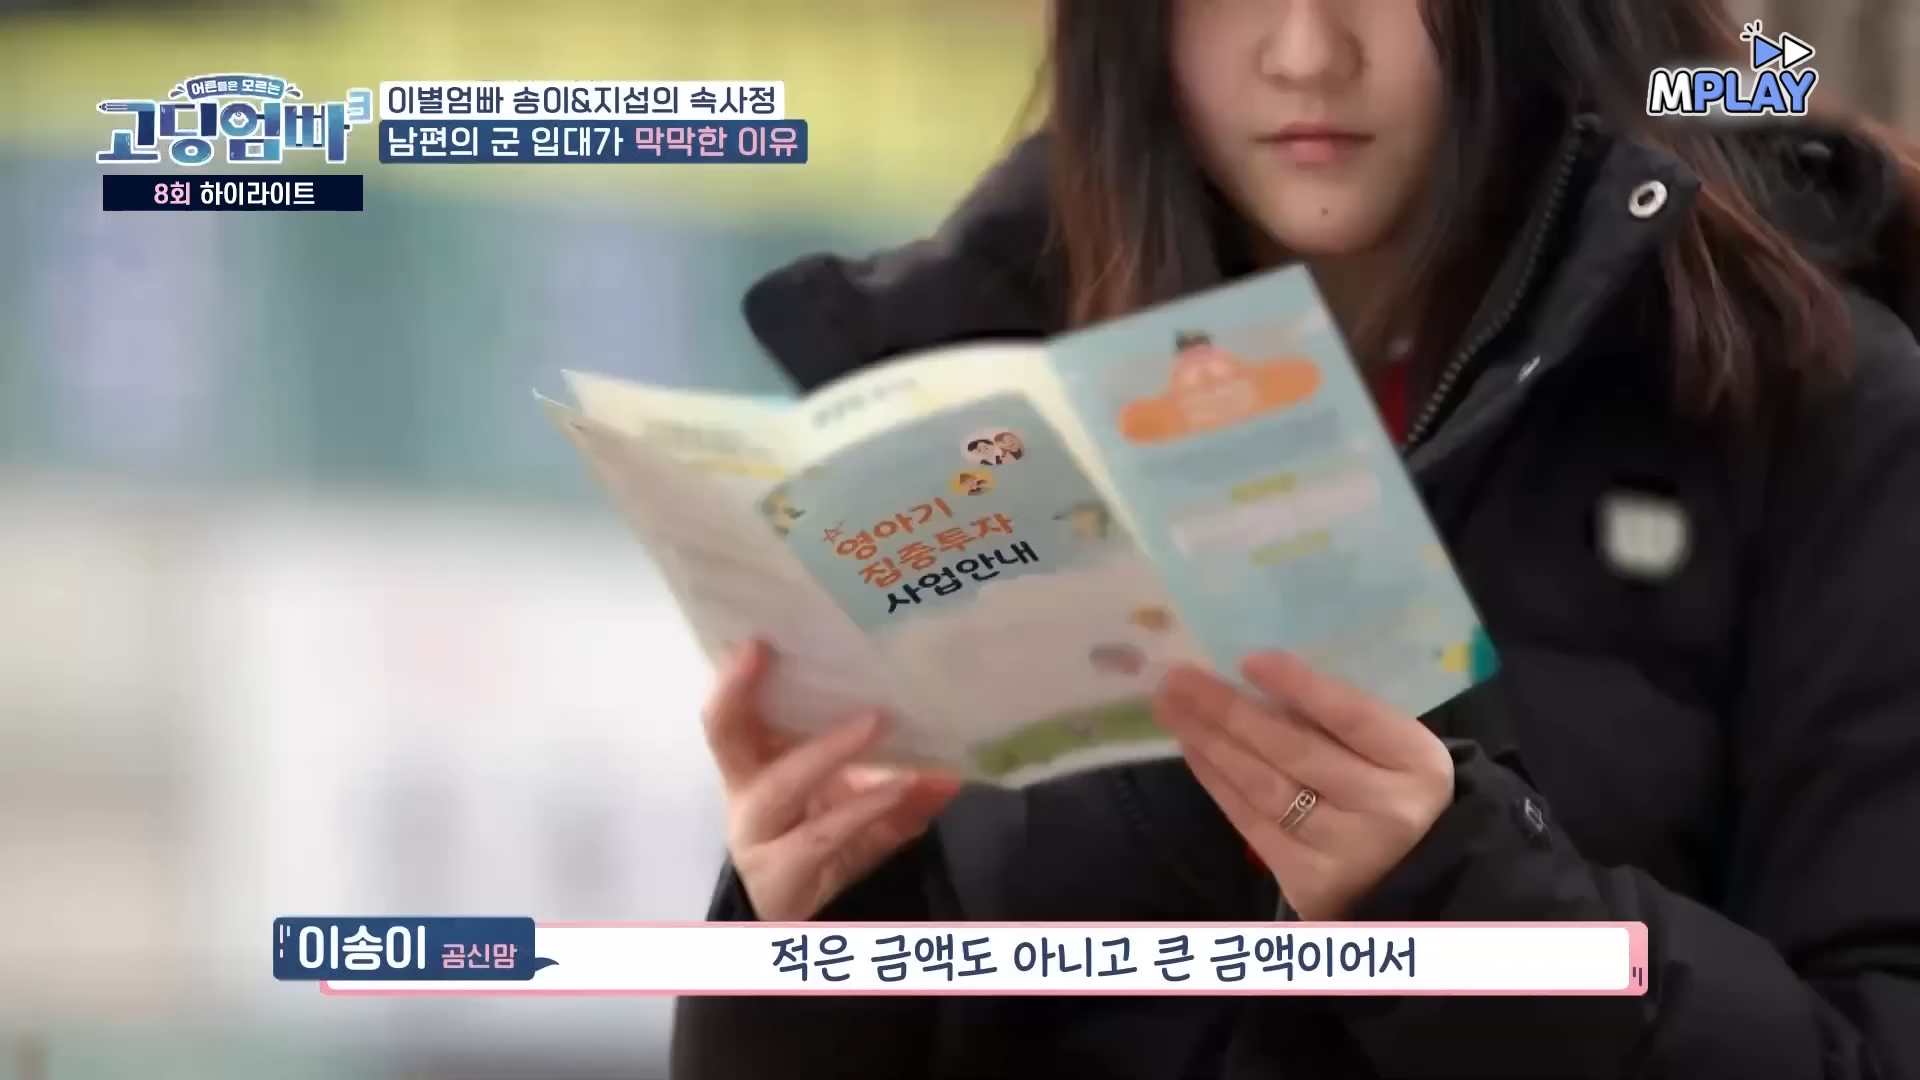 어른들은 모르는
고딩엄빠3
8회 하이라이트
이별엄빠 송이&지섭의 속사정
남편의 군 입대가 막막한 이유
MPLAY
영아기
집중투자
사업안내
이송이 곰신맘
적은 금액도 아니고 큰 금액이어서